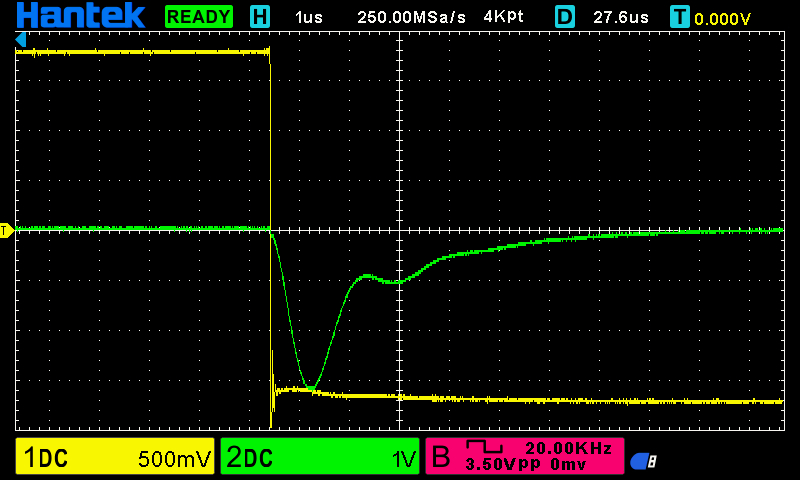 Hantek READY H 1us 250.00MSa/s 4Kpt D 27.6us T 0.000V
T
1DC 500mV 2DC 1V B 20.00KHz
3.50Vpp 0mv